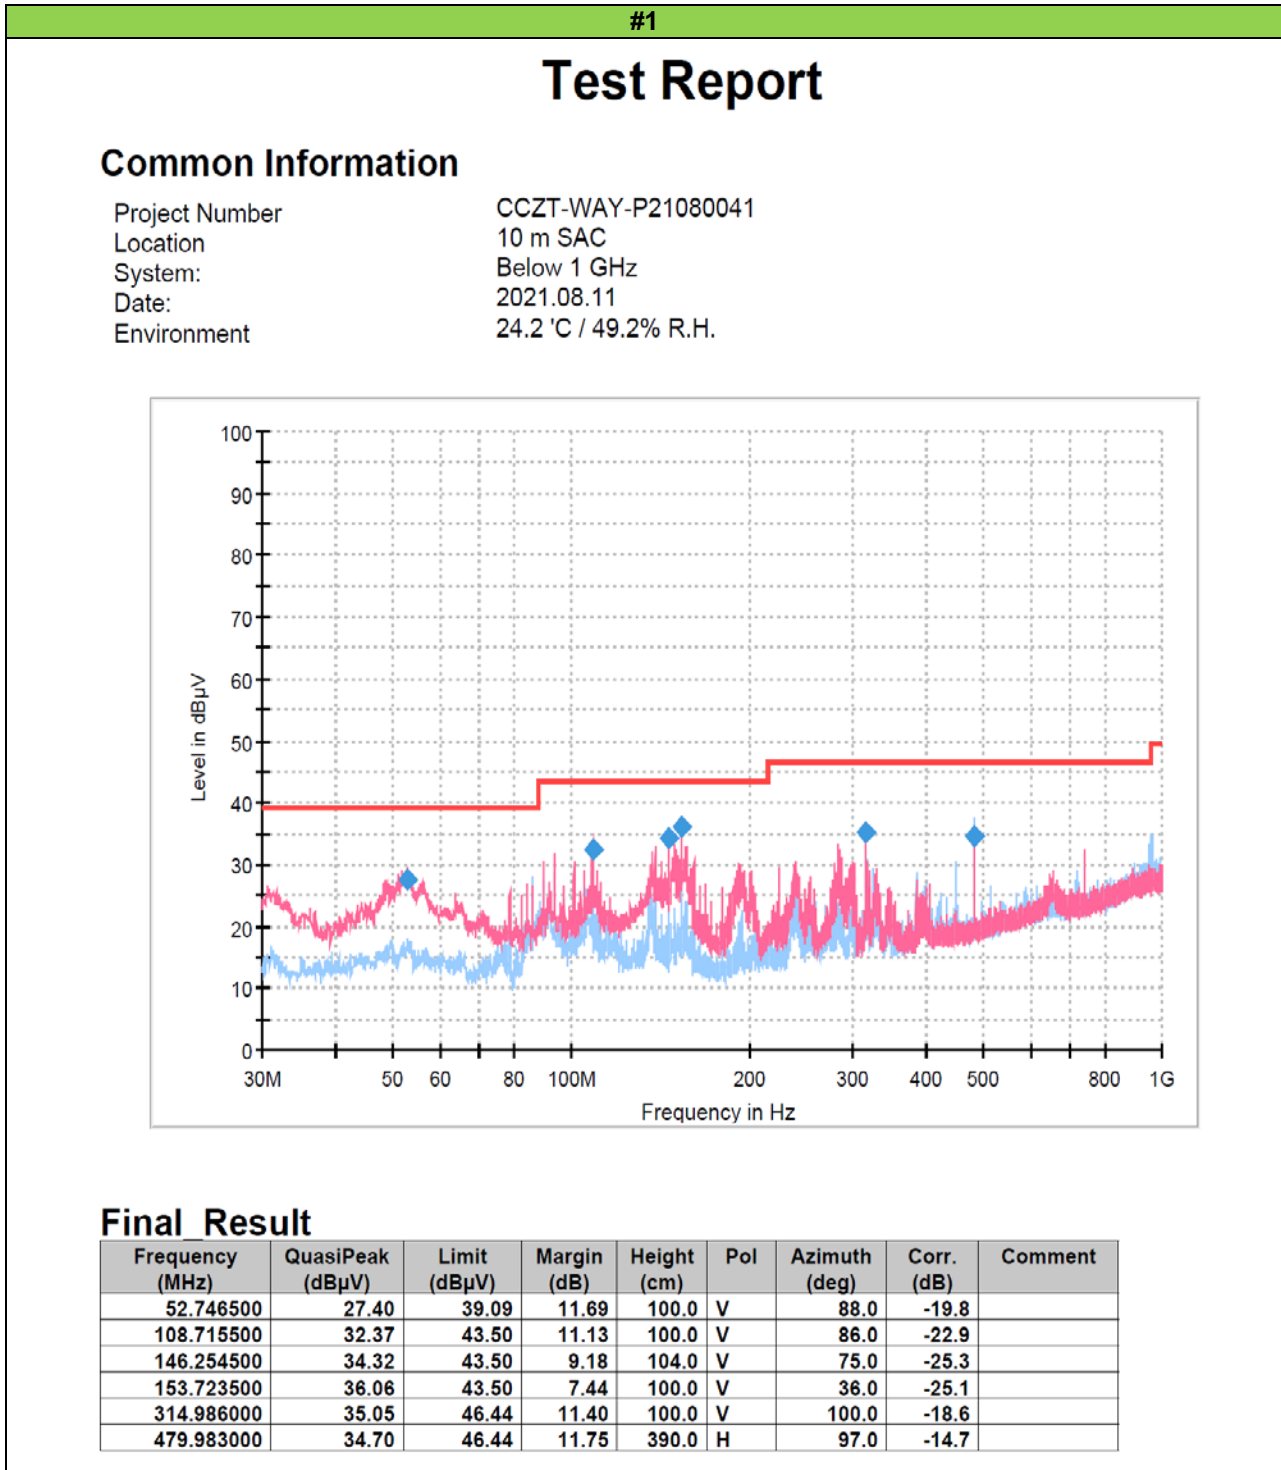 #1
Test Report
Common Information
Project Number CCZT-WAY-P21080041
Location 10 m SAC
System: Below 1 GHz
Date: 2021.08.11
Environment 24.2 'C / 49.2% R.H.
100
90
80
70
60
50
40
30
20
10
0
Level in dBµV
30M 50 60 80 100M 200 300 400 500 800 1G
Frequency in Hz
Final_Result
Frequency (MHz) QuasiPeak (dBµV) Limit (dBµV) Margin (dB) Height (cm) Pol Azimuth (deg) Corr. (dB) Comment
52.746500 27.40 39.09 11.69 100.0 V 88.0 -19.8
108.715500 32.37 43.50 11.13 100.0 V 86.0 -22.9
146.254500 34.32 43.50 9.18 104.0 V 75.0 -25.3
153.723500 36.06 43.50 7.44 100.0 V 36.0 -25.1
314.986000 35.05 46.44 11.40 100.0 V 100.0 -18.6
479.983000 34.70 46.44 11.75 390.0 H 97.0 -14.7